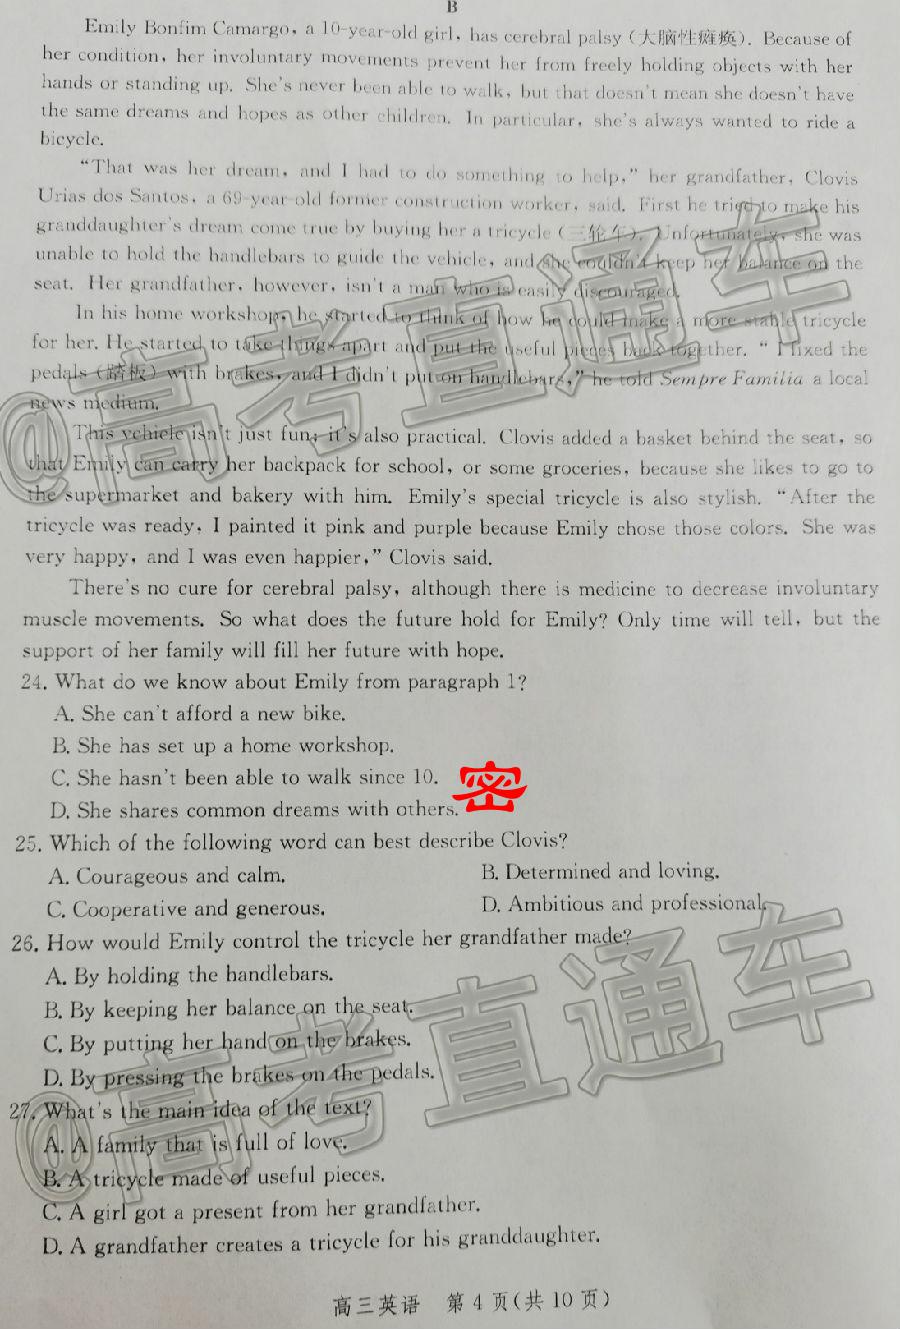 B
Emily Bonfim Camargo, a 10-year-old girl, has cerebral palsy (大脑性瘫痪). Because of
her condition, her involuntary movements prevent her from freely holding objects with her
hands or standing up. She's never been able to walk, but that doesn't mean she doesn't have
the same dreams and hopes as other children. In particular, she's always wanted to ride a
bicycle.
"That was her dream, and I had to do something to help," her grandfather, Clovis
Urias dos Santos, a 69-year-old former construction worker, said. First he tried to make his
granddaughter's dream come true by buying her a tricycle (三轮车). Unfortunately, she was
unable to hold the handlebars to guide the vehicle, and she couldn't keep her balance on the
seat. Her grandfather, however, isn't a man who is easily discouraged.
In his home workshop, he started to think of how he could make a more stable tricycle
for her. He started to take things apart and put the useful pieces back together. "I fixed the
pedals (踏板) with brakes, and I didn't put on handlebars," he told Sempre Familia a local
news medium.
This vehicle isn't just fun; it's also practical. Clovis added a basket behind the seat, so
that Emily can carry her backpack for school, or some groceries, because she likes to go to
the supermarket and bakery with him. Emily's special tricycle is also stylish. "After the
tricycle was ready, I painted it pink and purple because Emily chose those colors. She was
very happy, and I was even happier," Clovis said.
There's no cure for cerebral palsy, although there is medicine to decrease involuntary
muscle movements. So what does the future hold for Emily? Only time will tell, but the
support of her family will fill her future with hope.
24. What do we know about Emily from paragraph 1?
A. She can't afford a new bike.
B. She has set up a home workshop.
C. She hasn't been able to walk since 10.
D. She shares common dreams with others.
密
25. Which of the following word can best describe Clovis?
A. Courageous and calm. B. Determined and loving.
C. Cooperative and generous. D. Ambitious and professional.
26. How would Emily control the tricycle her grandfather made?
A. By holding the handlebars.
B. By keeping her balance on the seat.
C. By putting her hand on the brakes.
D. By pressing the brakes on the pedals.
27. What's the main idea of the text?
A. A family that is full of love.
B. A tricycle made of useful pieces.
C. A girl got a present from her grandfather.
D. A grandfather creates a tricycle for his granddaughter.
高三英语 第 4 页(共 10 页)
@高考直通车
@高考直通车